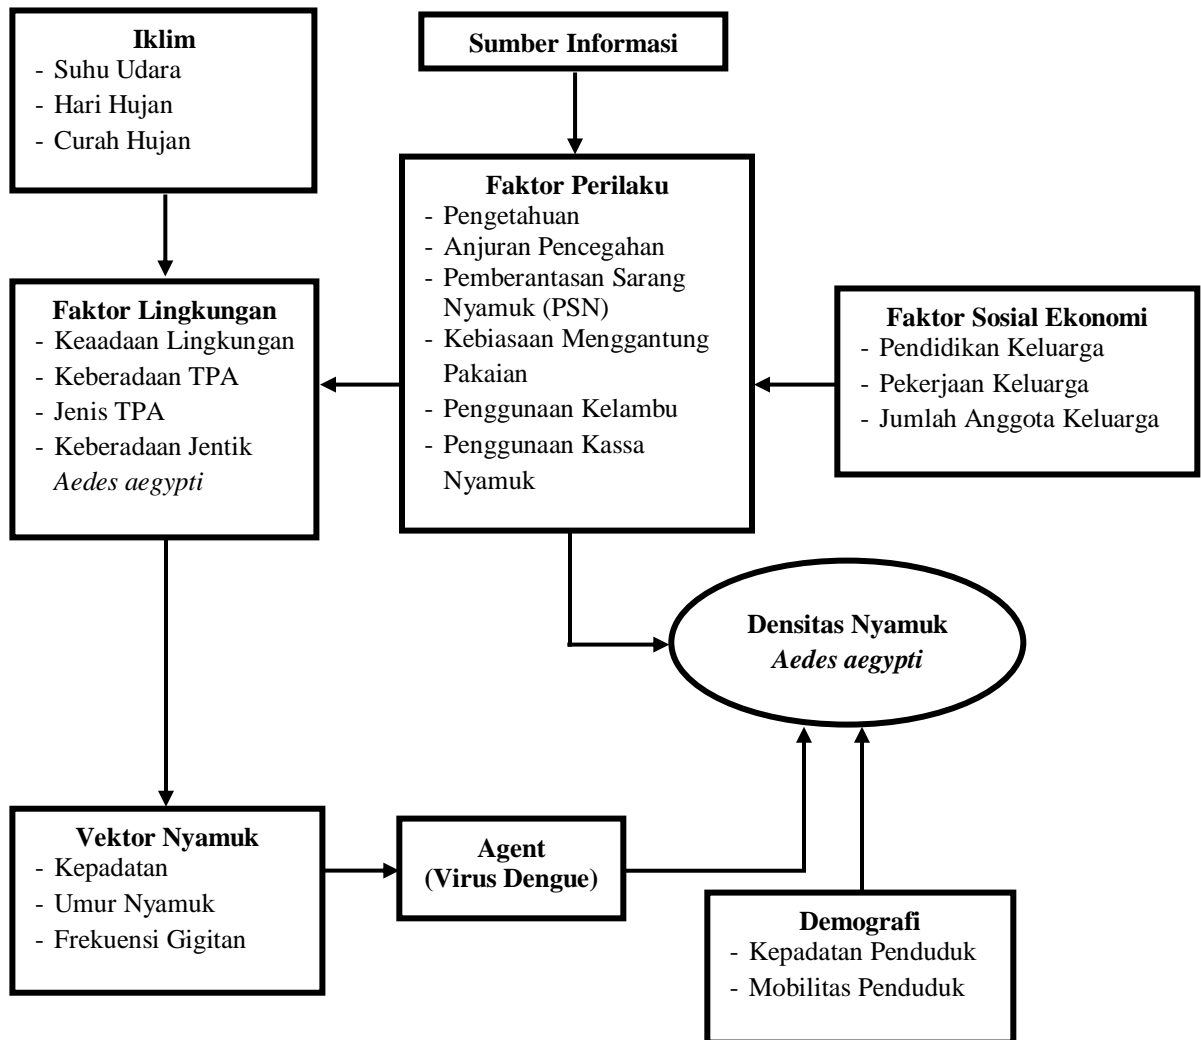 Iklim
- Suhu Udara
- Hari Hujan
- Curah Hujan
Sumber Informasi
Faktor Perilaku
- Pengetahuan
- Anjuran Pencegahan
- Pemberantasan Sarang
Nyamuk (PSN)
- Kebiasaan Menggantung
Pakaian
- Penggunaan Kelambu
- Penggunaan Kassa
Nyamuk
Faktor Lingkungan
- Keaadaan Lingkungan
- Keberadaan TPA
- Jenis TPA
- Keberadaan Jentik
Aedes aegypti
Faktor Sosial Ekonomi
- Pendidikan Keluarga
- Pekerjaan Keluarga
- Jumlah Anggota Keluarga
Densitas Nyamuk
Aedes aegypti
Vektor Nyamuk
- Kepadatan
- Umur Nyamuk
- Frekuensi Gigitan
Agent
(Virus Dengue)
Demografi
- Kepadatan Penduduk
- Mobilitas Penduduk